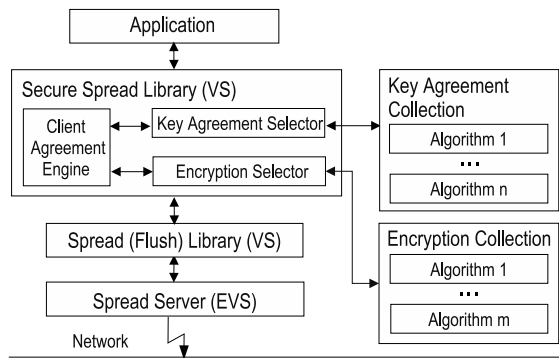 Application
Secure Spread Library (VS)
Client
Agreement
Engine
Key Agreement Selector
Encryption Selector
Spread (Flush) Library (VS)
Spread Server (EVS)
Network
Key Agreement
Collection
Algorithm 1
...
Algorithm n
Encryption Collection
Algorithm 1
...
Algorithm m